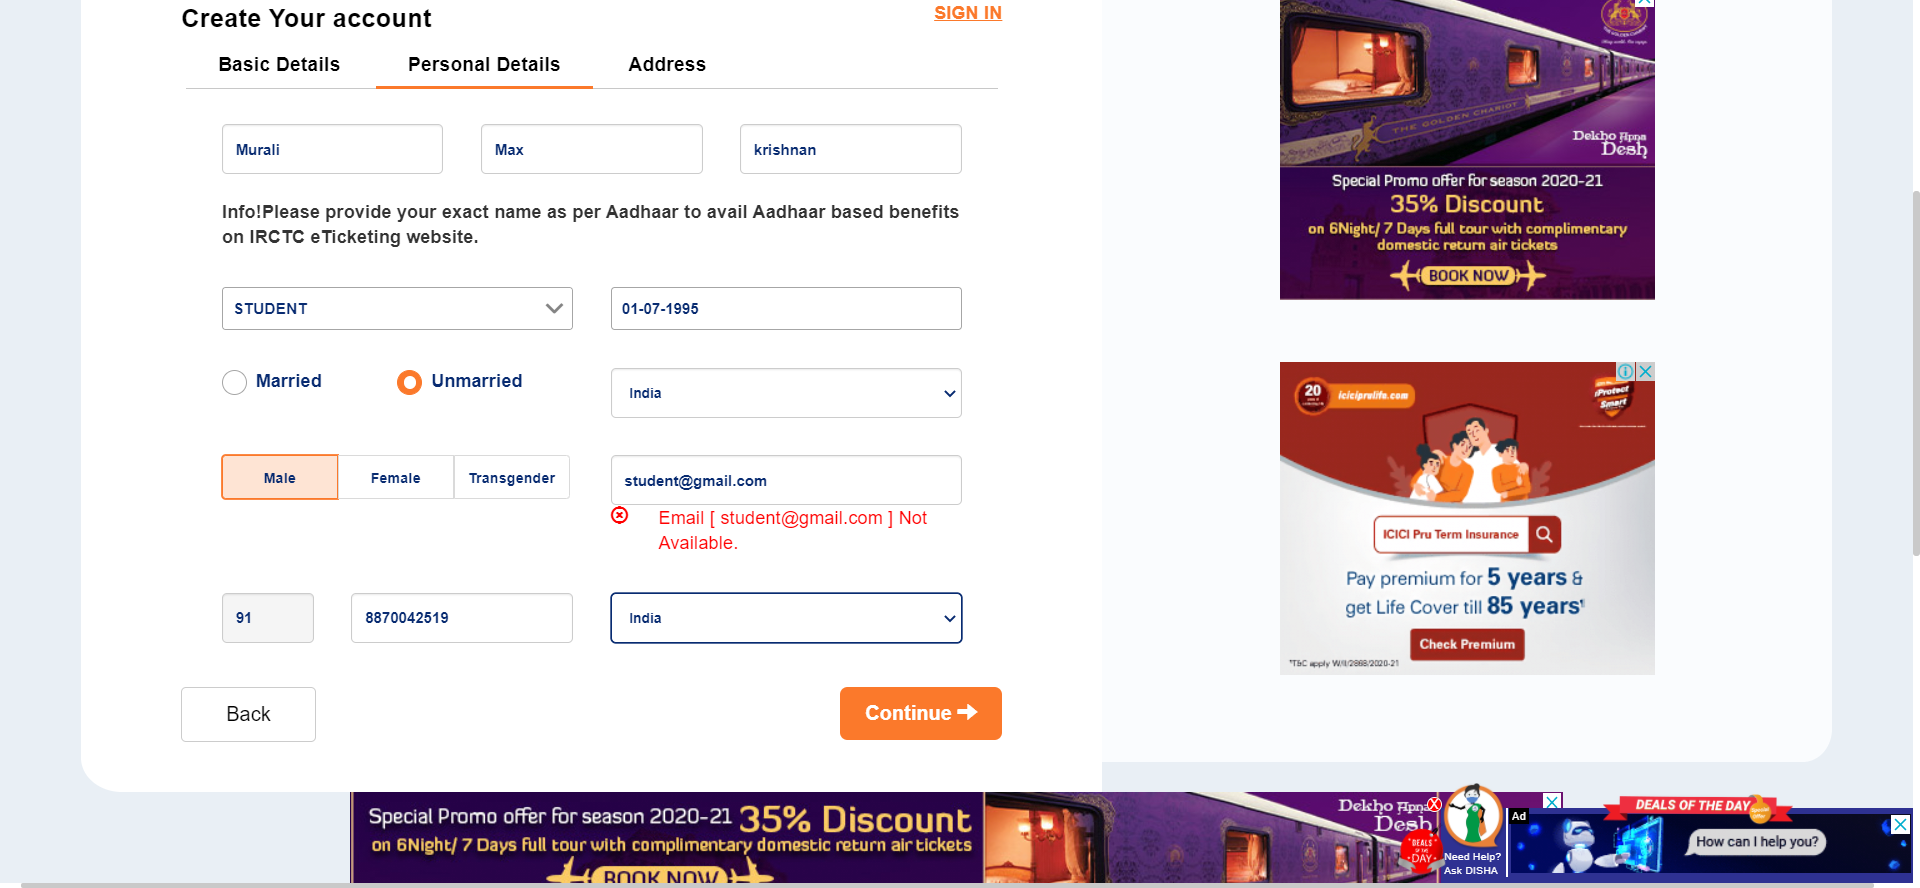 Create Your account
SIGN IN
Basic Details
Personal Details
Address
Murali
Max
krishnan
Info!Please provide your exact name as per Aadhaar to avail Aadhaar based benefits
on IRCTC eTicketing website.
STUDENT
01-07-1995
Married
Unmarried
India
Male
Female
Transgender
student@gmail.com
Email [ student@gmail.com ] Not
Available.
91
8870042519
India
Back
Continue
THE GOLDEN CHARIOT
Dekho Apna
Desh
Special Promo offer for season 2020-21
35% Discount
on 6Night/ 7 Days full tour with complimentary
domestic return air tickets
BOOK NOW
20
iciciprulife.com
iProtect
Smart
ICICI Pru Term Insurance
Pay premium for 5 years &
get Life Cover till 85 years
Check Premium
T&C apply W/II/2868/2020-21
Special Promo offer for season 2020-21 35% Discount
on 6Night/ 7 Days full tour with complimentary domestic return air tickets
BOOK NOW
Dekho Apna
Desh
X
DEALS
OF THE
DAY
Need Help?
Ask DISHA
Ad
DEALS OF THE DAY
How can I help you?